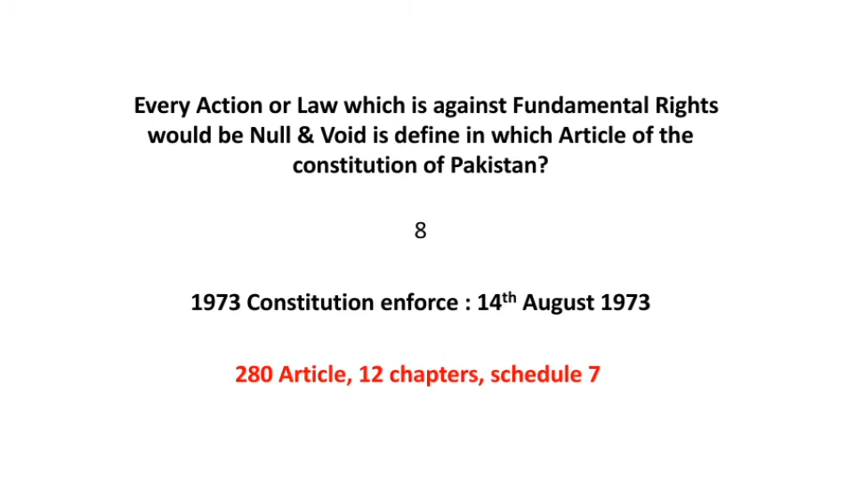 Every Action or Law which is against Fundamental Rights
would be Null & Void is define in which Article of the
constitution of Pakistan?
8
1973 Constitution enforce : 14th August 1973
280 Article, 12 chapters, schedule 7